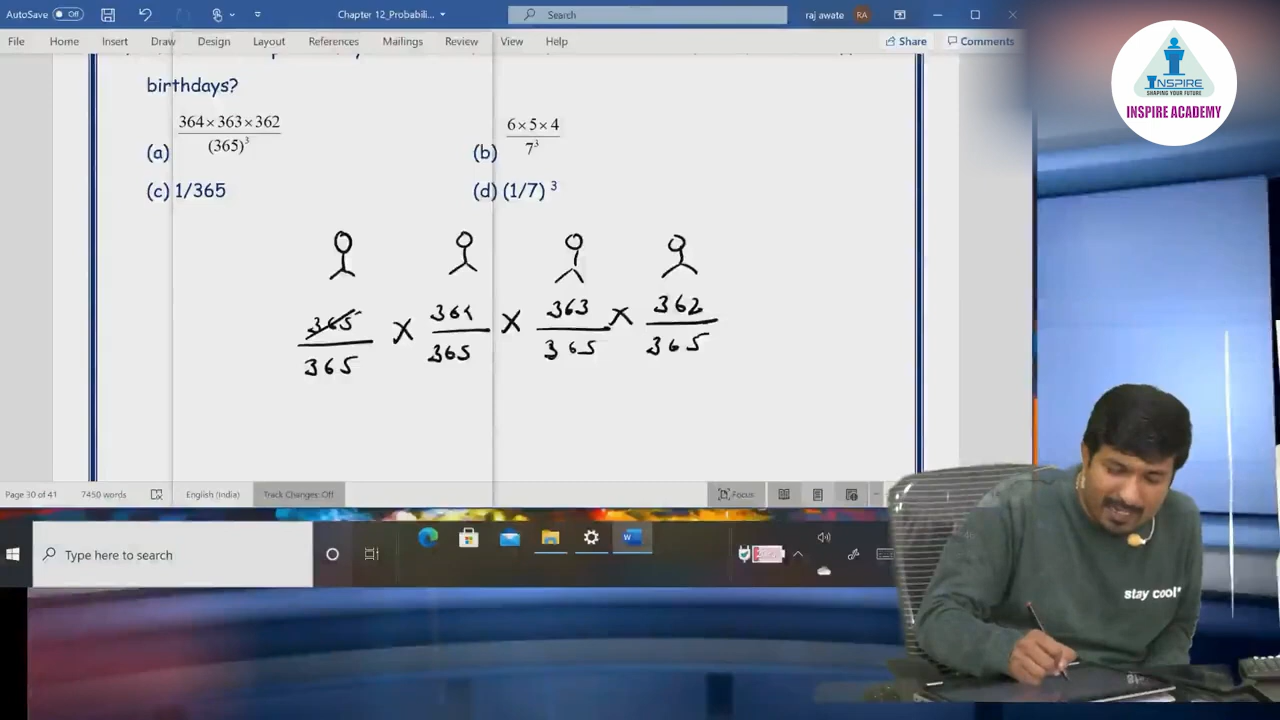 AutoSave Off Chapter 12_Probabili... Search raj awate RA
File Home Insert Draw Design Layout References Mailings Review View Help Share Comments
birthdays?
(a) 364×363×362 / (365)³ (b) 6×5×4 / 7³
(c) 1/365 (d) (1/7) ³
365/365 × 364/365 × 363/365 × 362/365
Page 30 of 41 7450 words English (India) Track Changes: Off Focus
Type here to search
INSPIRE
SHAPING YOUR FUTURE
INSPIRE ACADEMY
stay cool